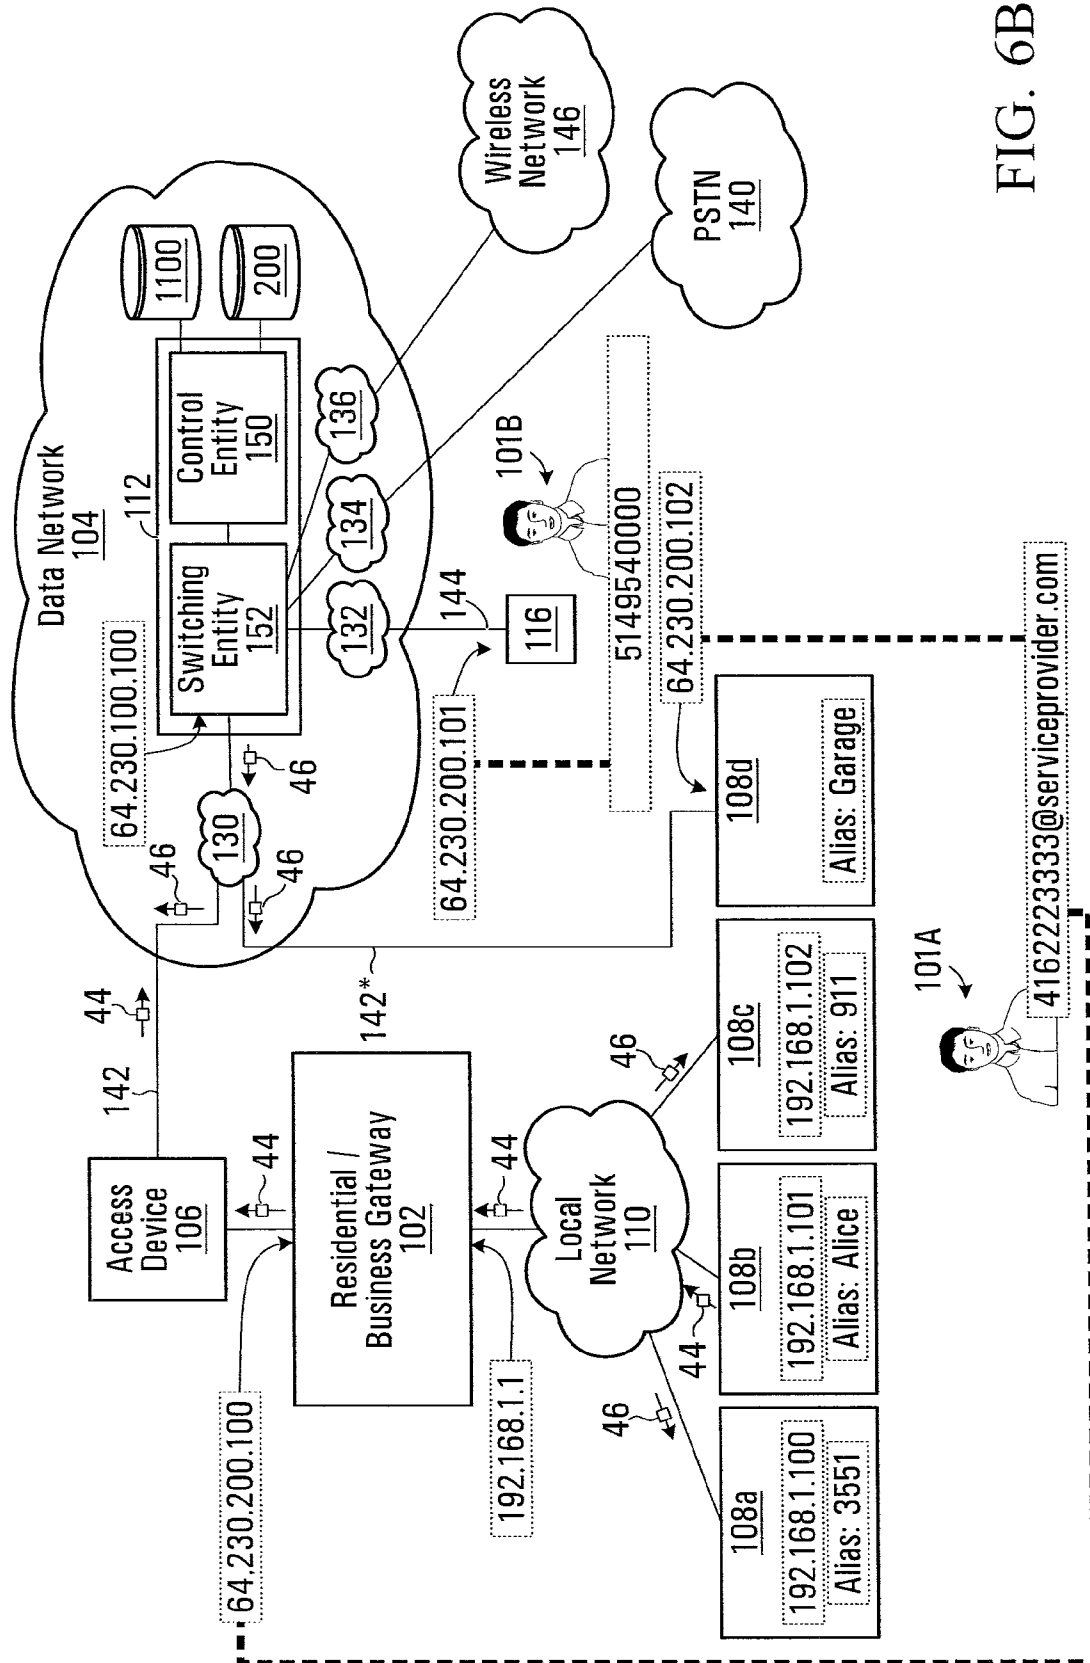 Data Network
104
1100
200
112
Control
Entity
150
Switching
Entity
152
64.230.100.100
Wireless
Network
146
PSTN
140
136
134
132
130
46
46
46
44
142
142*
144
116
64.230.200.101
101B
5149540000
64.230.200.102
Access
Device
106
44
64.230.200.100
Residential /
Business Gateway
102
44
192.168.1.1
Local
Network
110
46
44
46
108a
192.168.1.100
Alias: 3551
108b
192.168.1.101
Alias: Alice
108c
192.168.1.102
Alias: 911
108d
Alias: Garage
101A
4162223333@serviceprovider.com
FIG. 6B